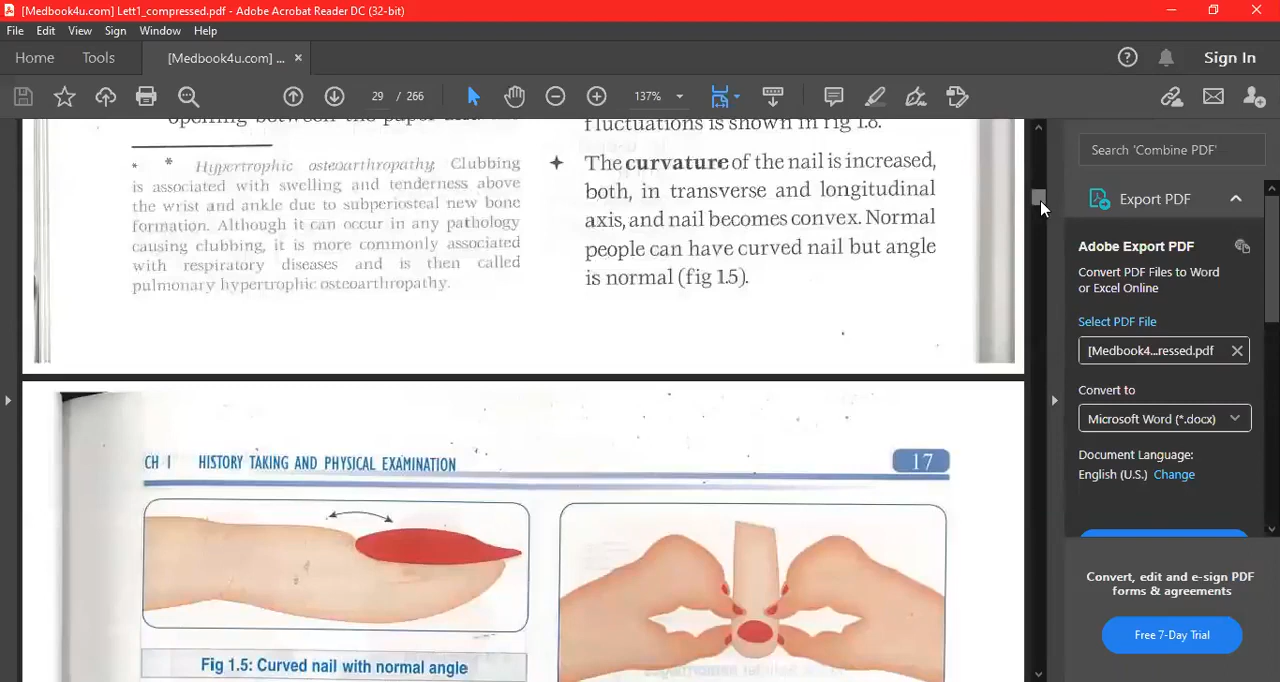 [Medbook4u.com] Lett1_compressed.pdf - Adobe Acrobat Reader DC (32-bit)
File Edit View Sign Window Help
Home Tools [Medbook4u.com] ... × Sign In
29 / 266 137%
opening between the
fluctuations is shown in fig 1.8.
* * Hypertrophic osteoarthropathy, Clubbing
is associated with swelling and tenderness above
the wrist and ankle due to subperiosteal new bone
formation. Although it can occur in any pathology
causing clubbing, it is more commonly associated
with respiratory diseases and is then called
pulmonary hypertrophic osteoarthropathy.
The curvature of the nail is increased,
both, in transverse and longitudinal
axis, and nail becomes convex. Normal
people can have curved nail but angle
is normal (fig 1.5).
CH 1 HISTORY TAKING AND PHYSICAL EXAMINATION 17
Fig 1.5: Curved nail with normal angle
Search 'Combine PDF'
Export PDF
Adobe Export PDF
Convert PDF Files to Word
or Excel Online
Select PDF File
[Medbook4...ressed.pdf
Convert to
Microsoft Word (*.docx)
Document Language:
English (U.S.) Change
Convert, edit and e-sign PDF
forms & agreements
Free 7-Day Trial